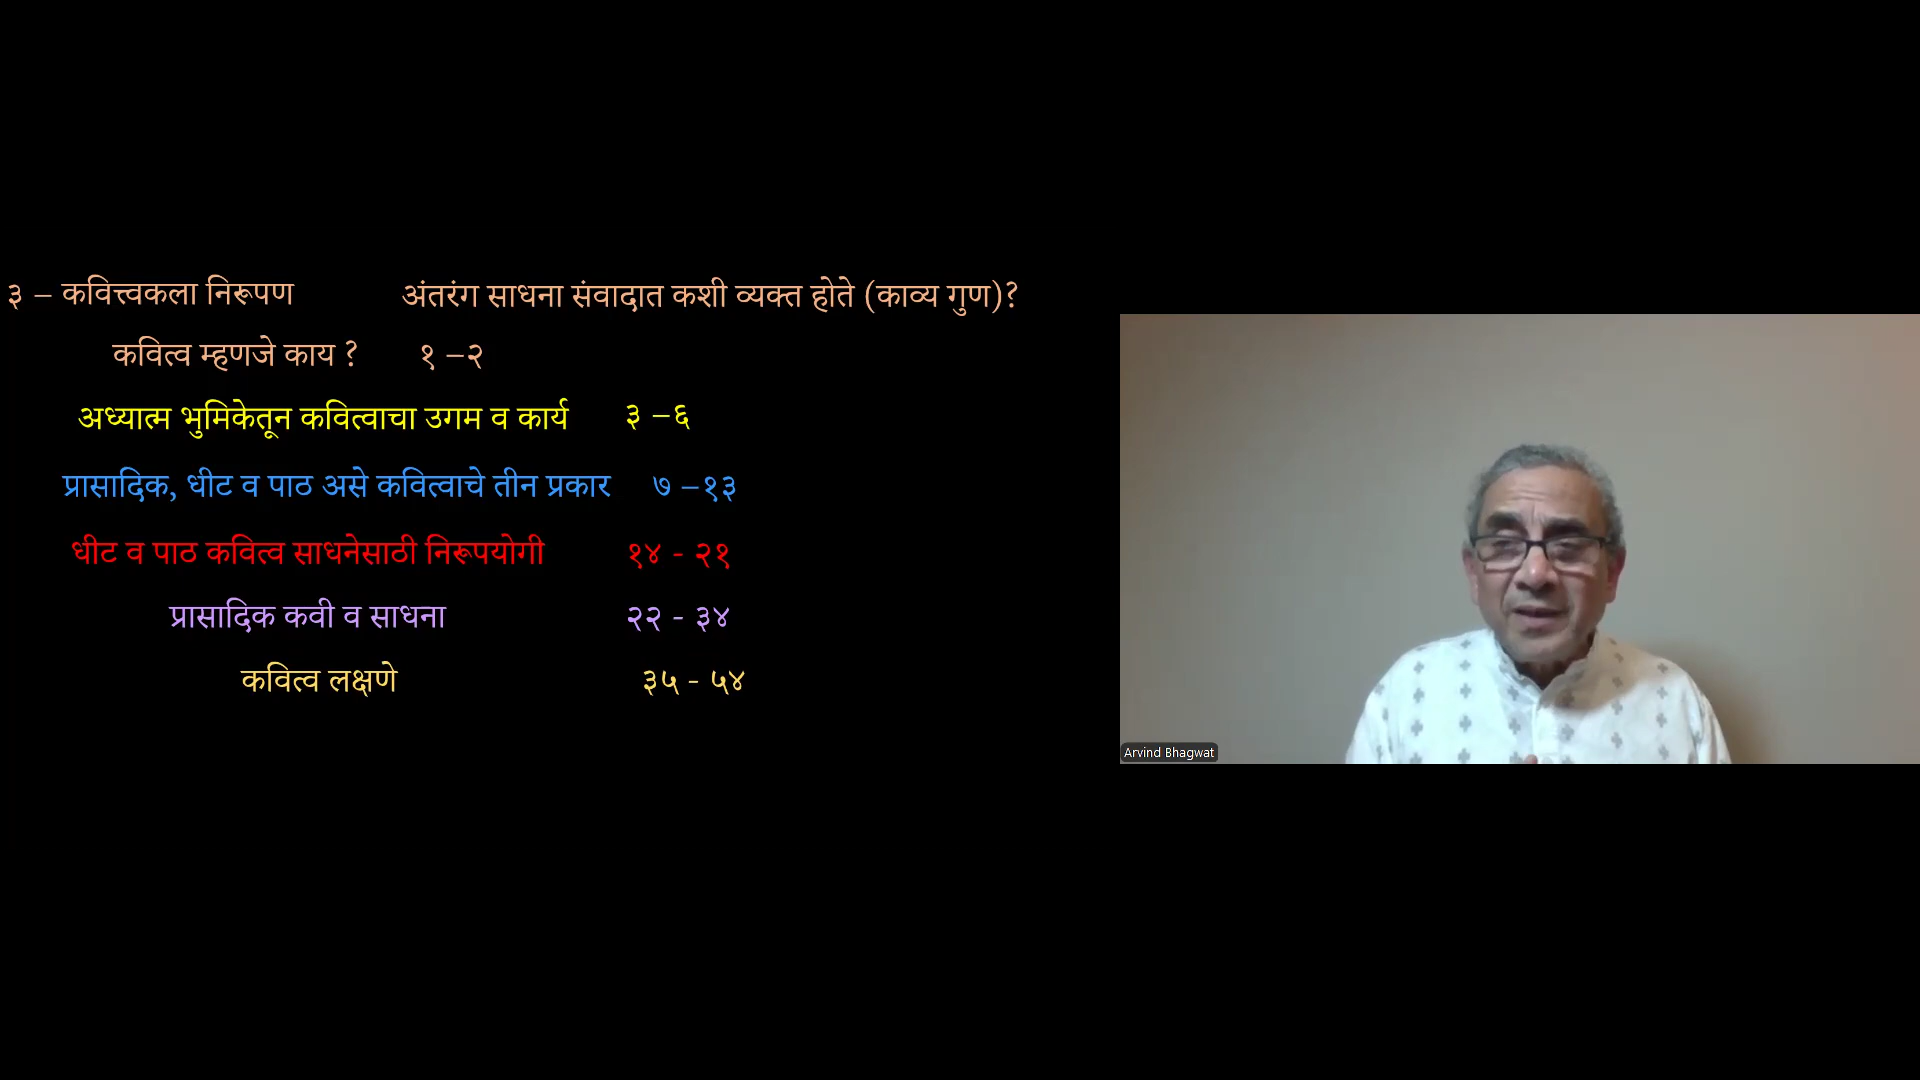 ३ – कवित्त्वकला निरूपण अंतरंग साधना संवादात कशी व्यक्त होते (काव्य गुण)?
कवित्व म्हणजे काय ? १ –२
अध्यात्म भुमिकेतून कवित्वाचा उगम व कार्य ३ –६
प्रासादिक, धीट व पाठ असे कवित्वाचे तीन प्रकार ७ –१३
धीट व पाठ कवित्व साधनेसाठी निरूपयोगी १४ - २१
प्रासादिक कवी व साधना २२ - ३४
कवित्व लक्षणे ३५ - ५४
Arvind Bhagwat